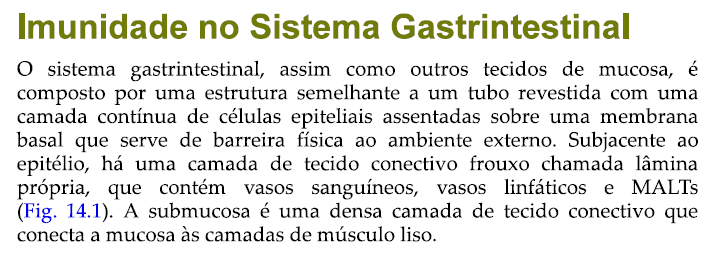 Imunidade no Sistema Gastrintestinal
O sistema gastrintestinal, assim como outros tecidos de mucosa, é
composto por uma estrutura semelhante a um tubo revestida com uma
camada contínua de células epiteliais assentadas sobre uma membrana
basal que serve de barreira física ao ambiente externo. Subjacente ao
epitélio, há uma camada de tecido conectivo frouxo chamada lâmina
própria, que contém vasos sanguíneos, vasos linfáticos e MALTs
(Fig. 14.1). A submucosa é uma densa camada de tecido conectivo que
conecta a mucosa às camadas de músculo liso.